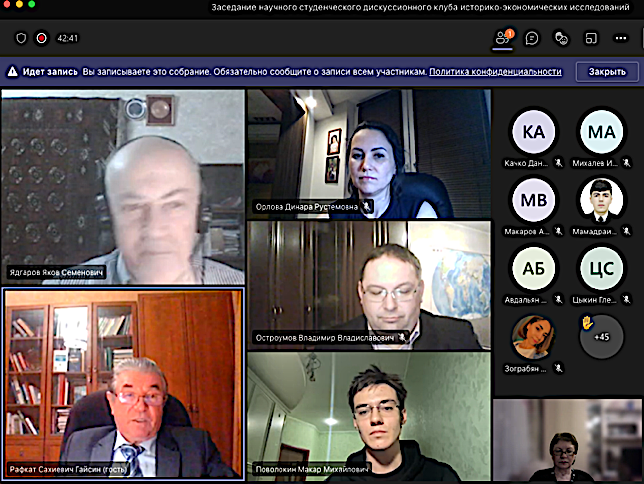 Заседание научного студенческого дискуссионного клуба историко-экономических исследований
42:41
1
Идет запись Вы записываете это собрание. Обязательно сообщите о записи всем участникам. Политика конфиденциальности
Закрыть
Ядгаров Яков Семенович
Орлова Динара Рустемовна
Остроумов Владимир Владиславович
Рафкат Сахиевич Гайсин (гость)
Поволокин Макар Михайлович
КА
Качко Дан...
МА
Михалев И...
МВ
Макаров А...
Мамадраи...
АБ
Авдальян ...
ЦС
Цыкин Гле...
Зограбян ...
+45